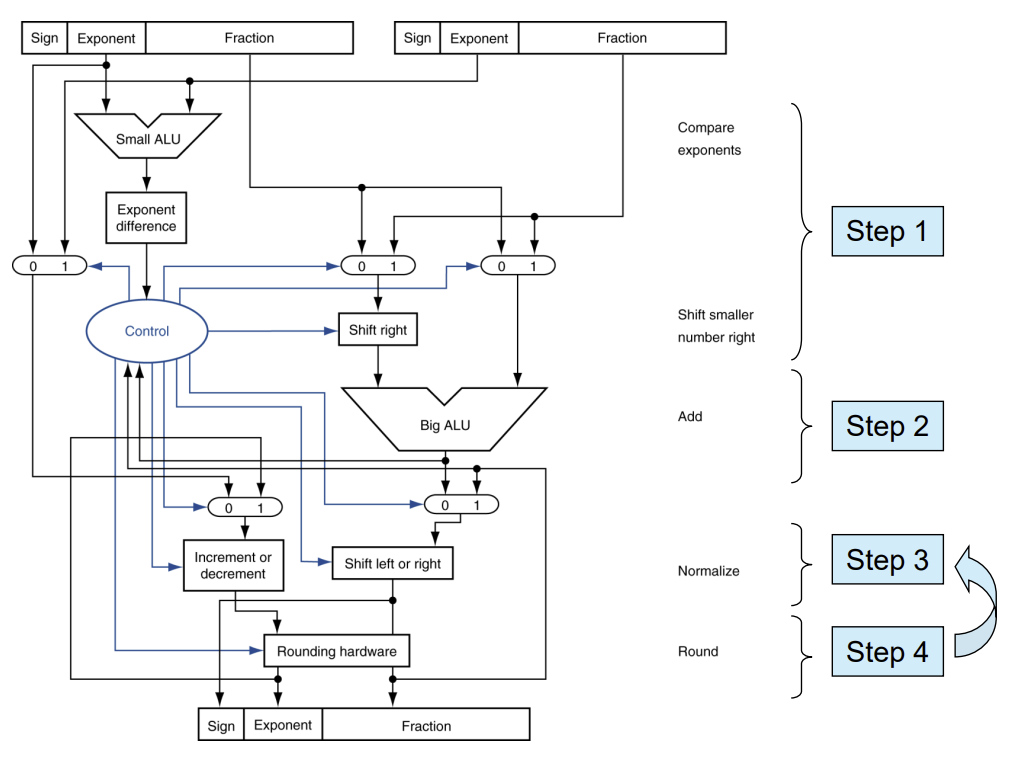 Sign Exponent Fraction
Sign Exponent Fraction
Small ALU
Compare
exponents
Exponent
difference
Step 1
0 1
0 1
0 1
Control
Shift right
Shift smaller
number right
Big ALU
Add
Step 2
0 1
0 1
Increment or
decrement
Shift left or right
Normalize
Step 3
Rounding hardware
Round
Step 4
Sign Exponent Fraction